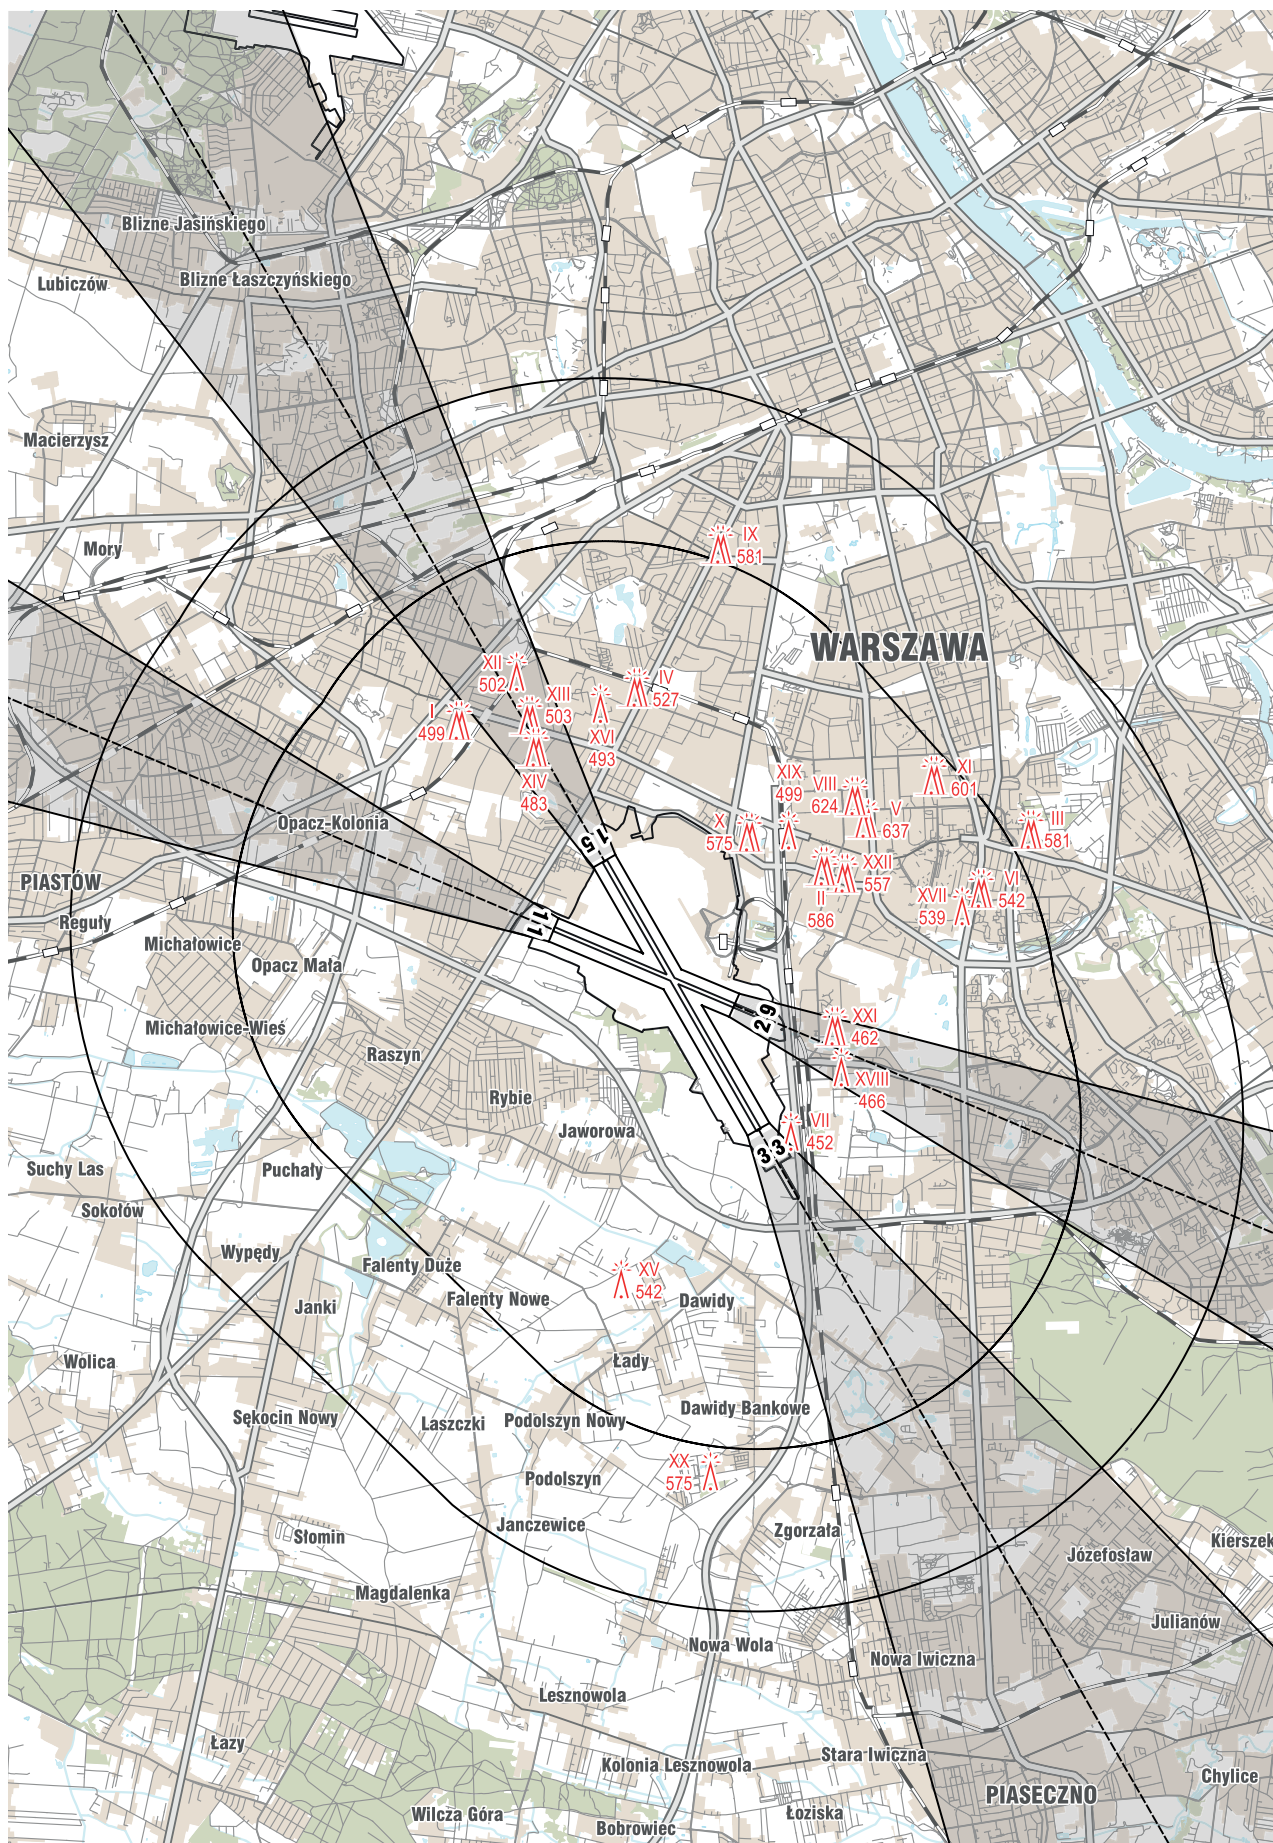 Blizne Jasińskiego
Lubiczów
Blizne Łaszczyńskiego
Macierzysz
Mory
IX
581
WARSZAWA
XII
502
I
499
XIII
503
IV
527
XVI
493
XIV
483
XIX
499
VIII
624
V
637
XI
601
X
575
III
581
Opacz-Kolonia
15
PIASTÓW
Reguły
11
II
586
XXII
557
XVII
539
VI
542
Michałowice
Opacz Mała
Michałowice-Wieś
29
XXI
462
Raszyn
XVIII
466
Rybie
Jaworowa
VII
452
33
Suchy Las
Puchały
Sokołów
Wypędy
Falenty Duże
XV
542
Janki
Falenty Nowe
Dawidy
Wolica
Łady
Sękocin Nowy
Laszczki
Podolszyn Nowy
Dawidy Bankowe
XX
575
Podolszyn
Słomin
Janczewice
Zgorzała
Kierszek
Józefosław
Magdalenka
Julianów
Nowa Wola
Nowa Iwiczna
Lesznowola
Łazy
Stara Iwiczna
Kolonia Lesznowola
Chylice
PIASECZNO
Wilcza Góra
Łoziska
Bobrowiec